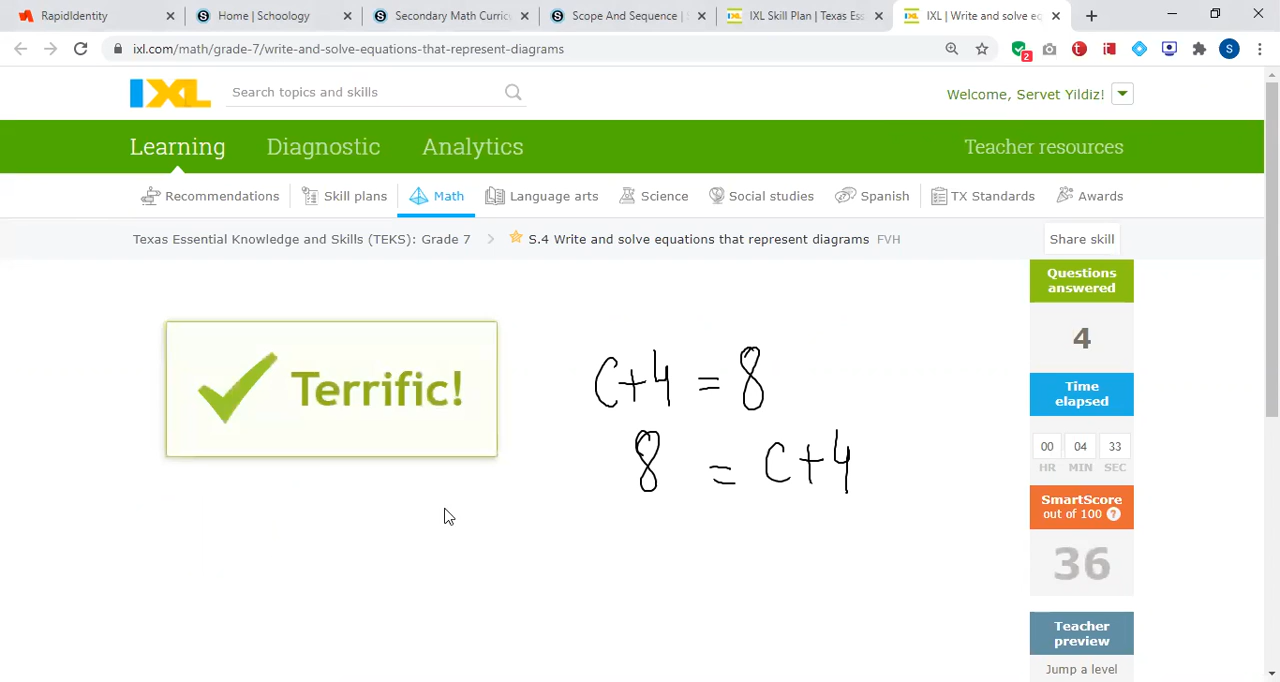 RapidIdentity
Home | Schoology
Secondary Math Curric
Scope And Sequence |
IXL Skill Plan | Texas Ess
IXL | Write and solve eq
ixl.com/math/grade-7/write-and-solve-equations-that-represent-diagrams
2
S
IXL
Search topics and skills
Welcome, Servet Yildiz!
Learning
Diagnostic
Analytics
Teacher resources
Recommendations
Skill plans
Math
Language arts
Science
Social studies
Spanish
TX Standards
Awards
Texas Essential Knowledge and Skills (TEKS): Grade 7 > S.4 Write and solve equations that represent diagrams FVH
Share skill
Terrific!
c+4 = 8
8 = c+4
Questions
answered
4
Time
elapsed
00 04 33
HR MIN SEC
SmartScore
out of 100 ?
36
Teacher
preview
Jump a level